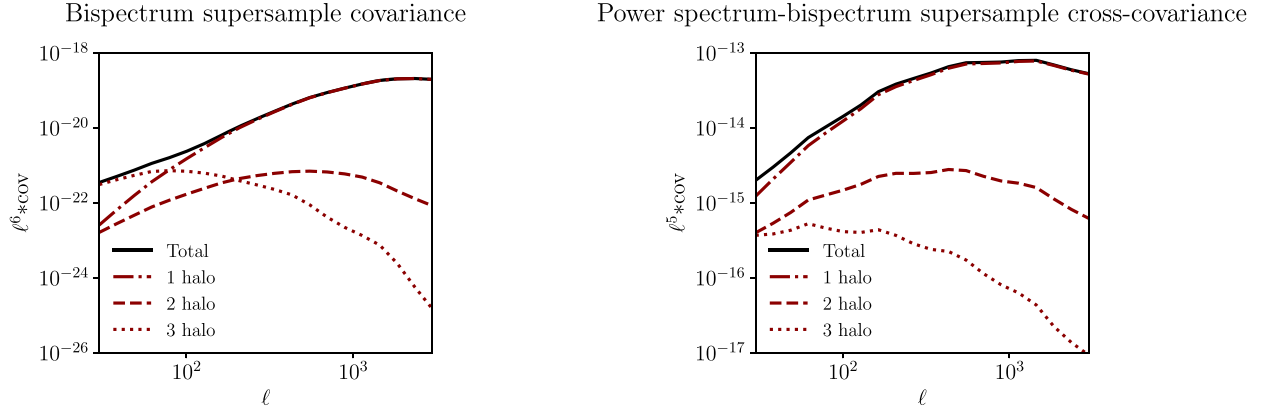 Bispectrum supersample covariance
10^{-18}
10^{-20}
10^{-22}
10^{-24}
10^{-26}
ℓ^6*cov
Total
1 halo
2 halo
3 halo
10^2
10^3
ℓ
Power spectrum-bispectrum supersample cross-covariance
10^{-13}
10^{-14}
10^{-15}
10^{-16}
10^{-17}
ℓ^5*cov
Total
1 halo
2 halo
3 halo
10^2
10^3
ℓ